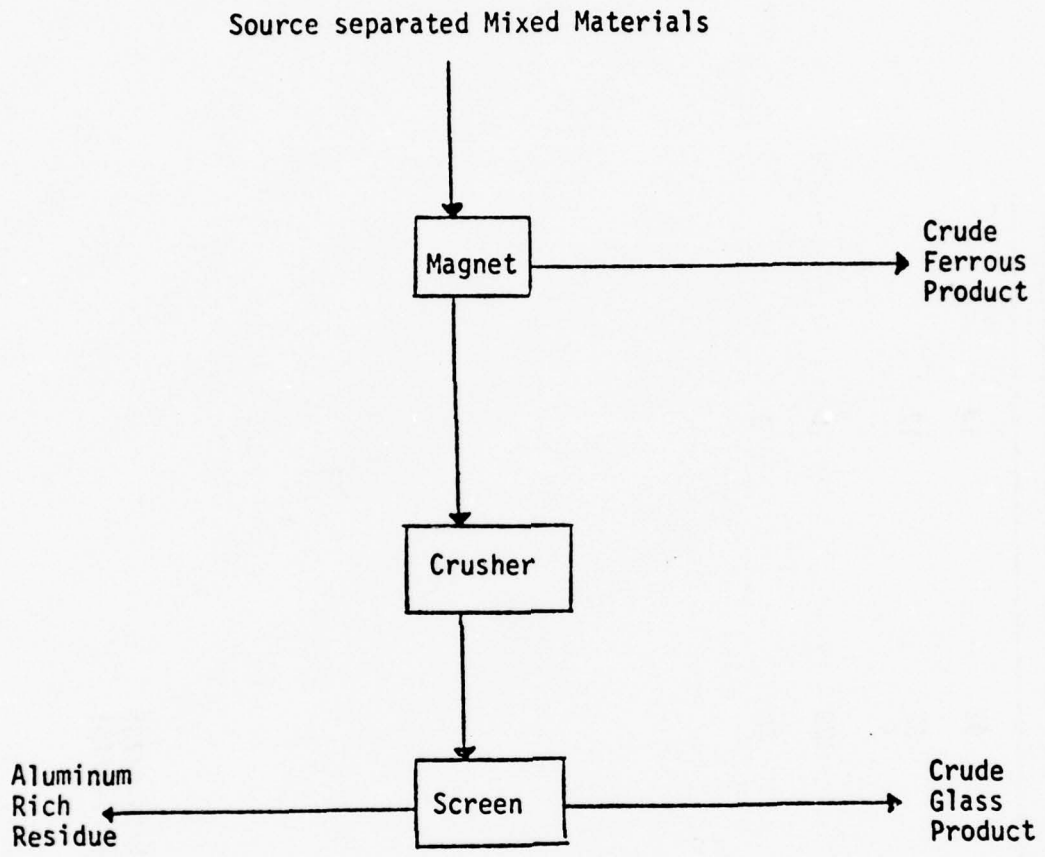 Source separated Mixed Materials
Magnet
Crude
Ferrous
Product
Crusher
Aluminum
Rich
Residue
Screen
Crude
Glass
Product